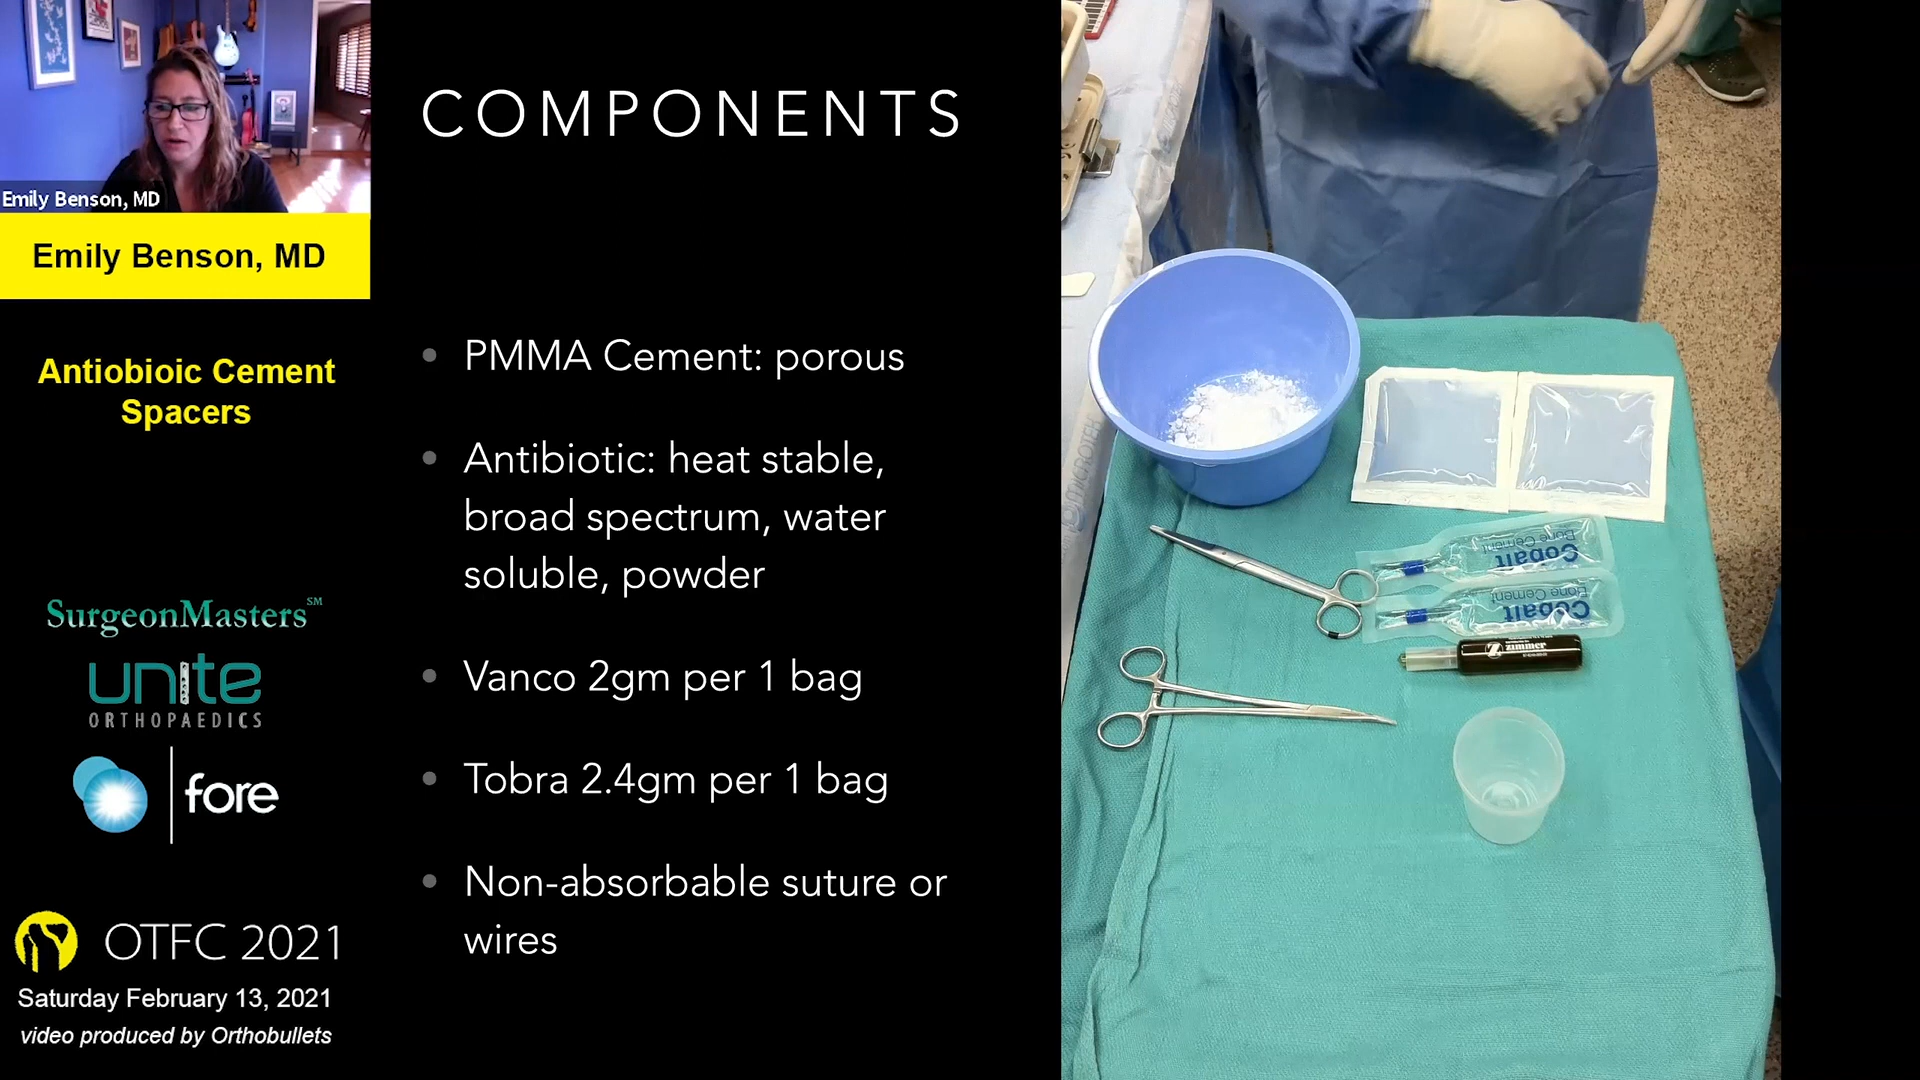 Emily Benson, MD
Emily Benson, MD
Antiobioic Cement
Spacers
SurgeonMasters℠
unite
ORTHOPAEDICS
fore
OTFC 2021
Saturday February 13, 2021
video produced by Orthobullets
COMPONENTS
• PMMA Cement: porous
• Antibiotic: heat stable,
broad spectrum, water
soluble, powder
• Vanco 2gm per 1 bag
• Tobra 2.4gm per 1 bag
• Non-absorbable suture or
wires
Cobalt
Bone Cement
Cobalt
Bone Cement
zimmer